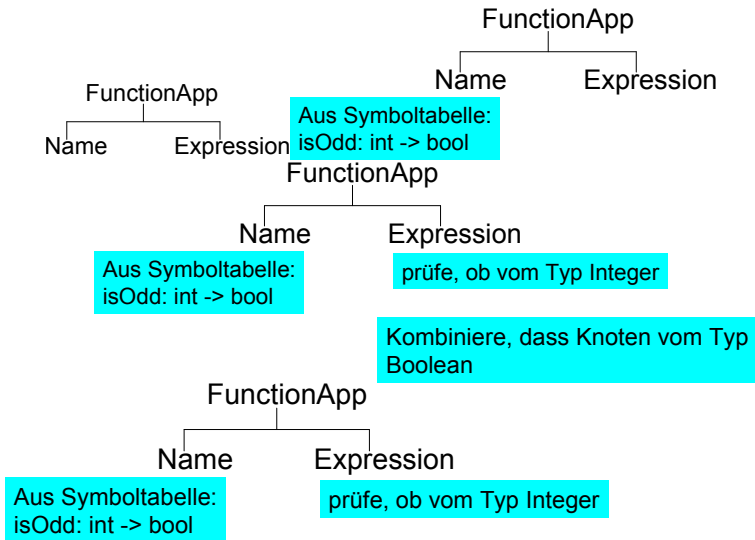 FunctionApp
Name Expression
FunctionApp
Name Expression
Aus Symboltabelle:
isOdd: int -> bool
FunctionApp
Name Expression
Aus Symboltabelle:
isOdd: int -> bool
prüfe, ob vom Typ Integer
Kombiniere, dass Knoten vom Typ
Boolean
FunctionApp
Name Expression
Aus Symboltabelle:
isOdd: int -> bool
prüfe, ob vom Typ Integer